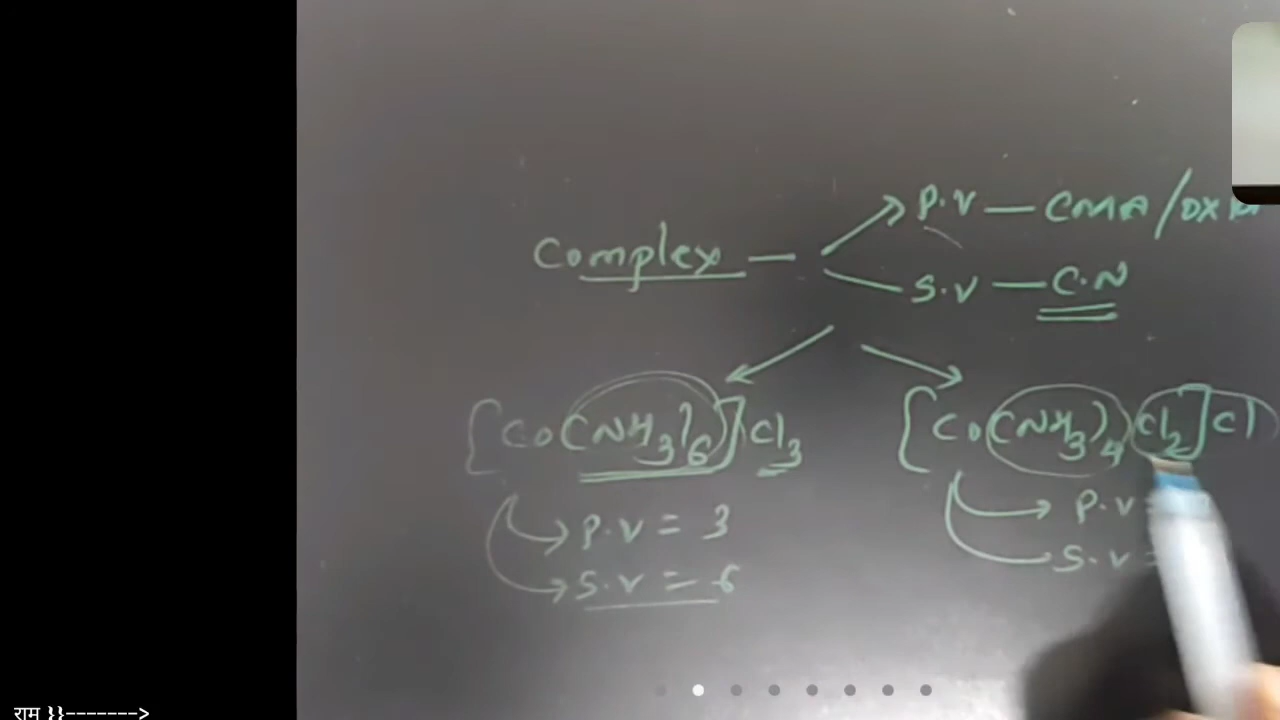 Complex — P.V — CMA/OX
S.V — C.N
[Co(NH3)6]Cl3 [Co(NH3)4Cl2]Cl
P.V = 3 P.V =
S.V = 6 S.V =
राम }}------->